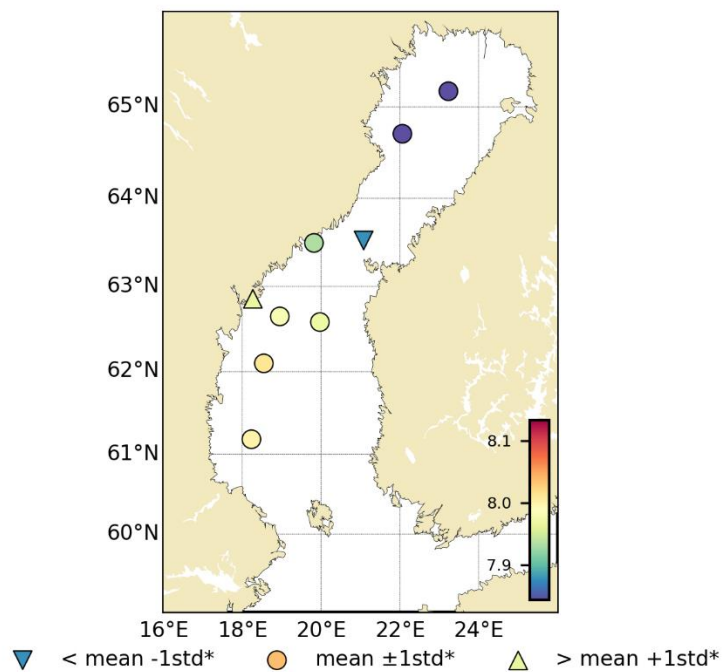 65°N
64°N
63°N
62°N
61°N
60°N
8.1
8.0
7.9
16°E 18°E 20°E 22°E 24°E
< mean -1std* mean ±1std* > mean +1std*